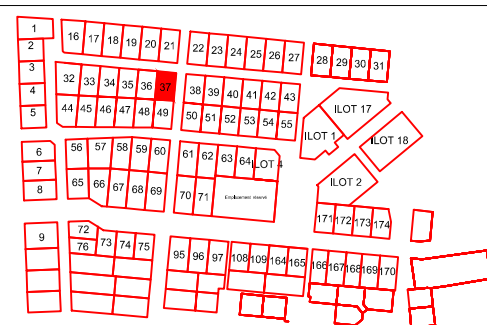 1
2
3
4
5
16 17 18 19 20 21
22 23 24 25 26 27
28 29 30 31
32 33 34 35 36 37
44 45 46 47 48 49
38 39 40 41 42 43
50 51 52 53 54 55
ILOT 17
ILOT 1
ILOT 18
6
7
8
56 57 58 59 60
65 66 67 68 69
61 62 63 64 ILOT 4
70 71 Emplacement réservé
ILOT 2
171 172 173 174
9
72
76 73 74 75
95 96 97
108 109 164 165
166 167 168 169 170